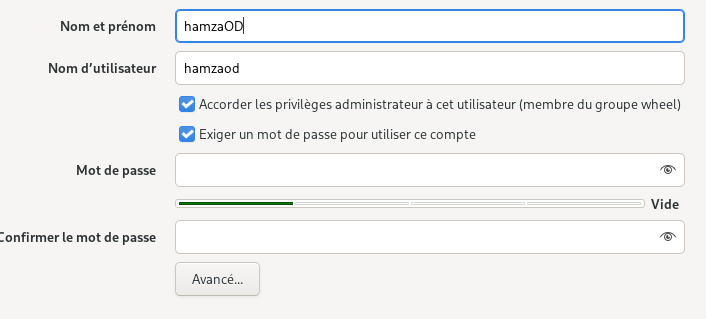 Nom et prénom hamzaOD
Nom d’utilisateur hamzaod
Accorder les privilèges administrateur à cet utilisateur (membre du groupe wheel)
Exiger un mot de passe pour utiliser ce compte
Mot de passe
Vide
Confirmer le mot de passe
Avancé...